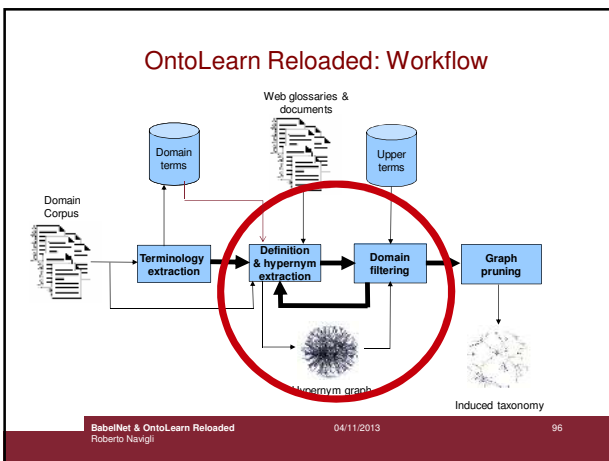 OntoLearn Reloaded: Workflow
Web glossaries &
documents
Domain
terms
Upper
terms
Domain
Corpus
Terminology
extraction
Definition
& hypernym
extraction
Domain
filtering
Graph
pruning
Hypernym graph
Induced taxonomy
BabelNet & OntoLearn Reloaded
04/11/2013
96
Roberto Navigli